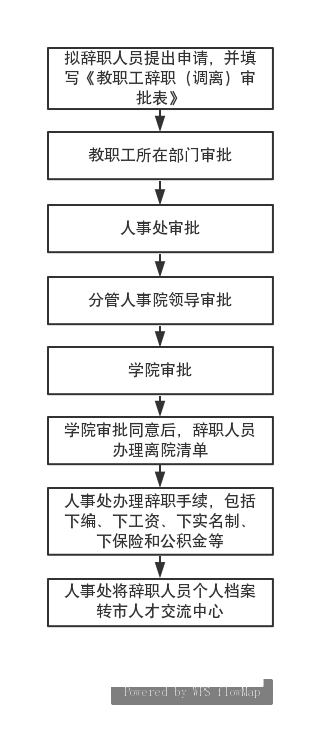 拟辞职人员提出申请，并填
写《教职工辞职（调离）审
批表》
教职工所在部门审批
人事处审批
分管人事院领导审批
学院审批
学院审批同意后，辞职人员
办理离院清单
人事处办理辞职手续，包括
下编、下工资、下实名制、
下保险和公积金等
人事处将辞职人员个人档案
转市人才交流中心
Powered by WPS flowMap